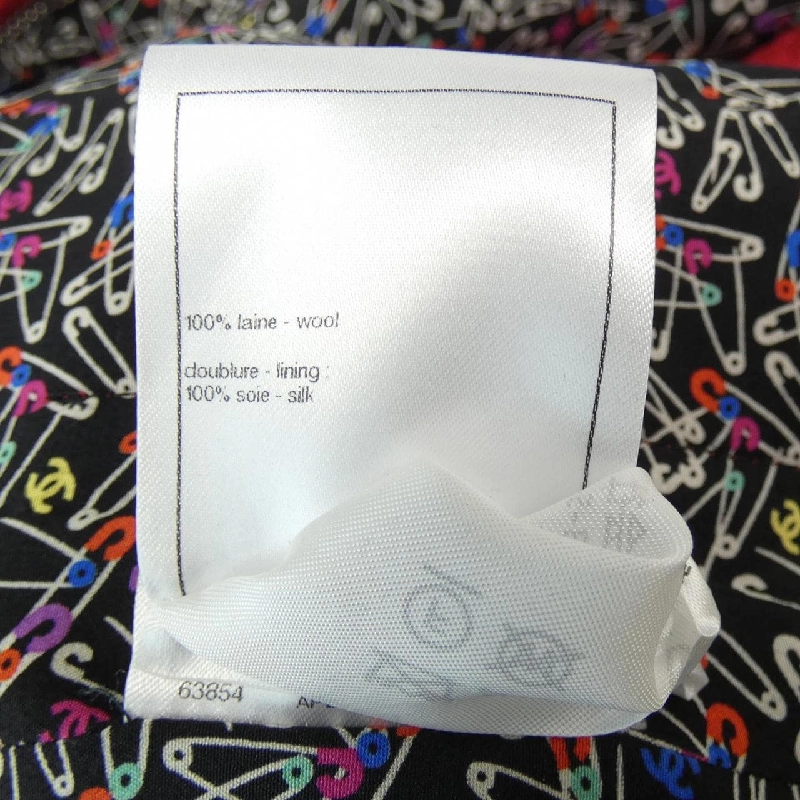 100% laine - wool
doublure - lining :
100% soie - silk
63854